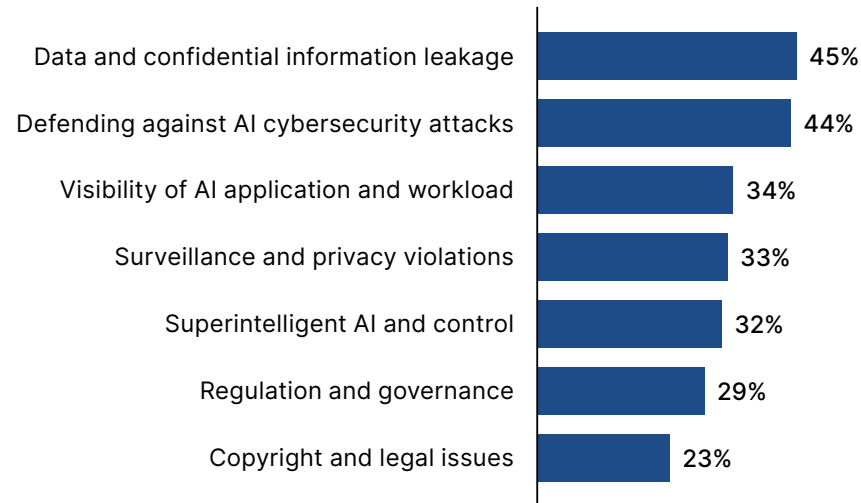 Data and confidential information leakage 45%
Defending against AI cybersecurity attacks 44%
Visibility of AI application and workload 34%
Surveillance and privacy violations 33%
Superintelligent AI and control 32%
Regulation and governance 29%
Copyright and legal issues 23%